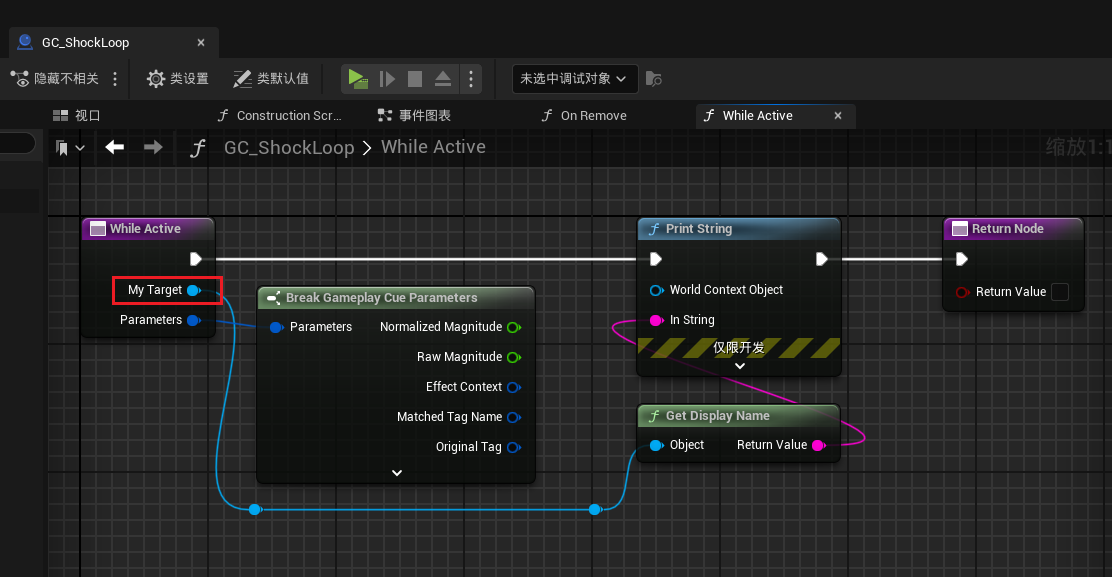 GC_ShockLoop
隐藏不相关
类设置
类默认值
未选中调试对象
视口
Construction Scr...
事件图表
On Remove
While Active
GC_ShockLoop > While Active
缩放1:1
While Active
My Target
Parameters
Break Gameplay Cue Parameters
Parameters
Normalized Magnitude
Raw Magnitude
Effect Context
Matched Tag Name
Original Tag
Print String
World Context Object
In String
仅限开发
Get Display Name
Object
Return Value
Return Node
Return Value